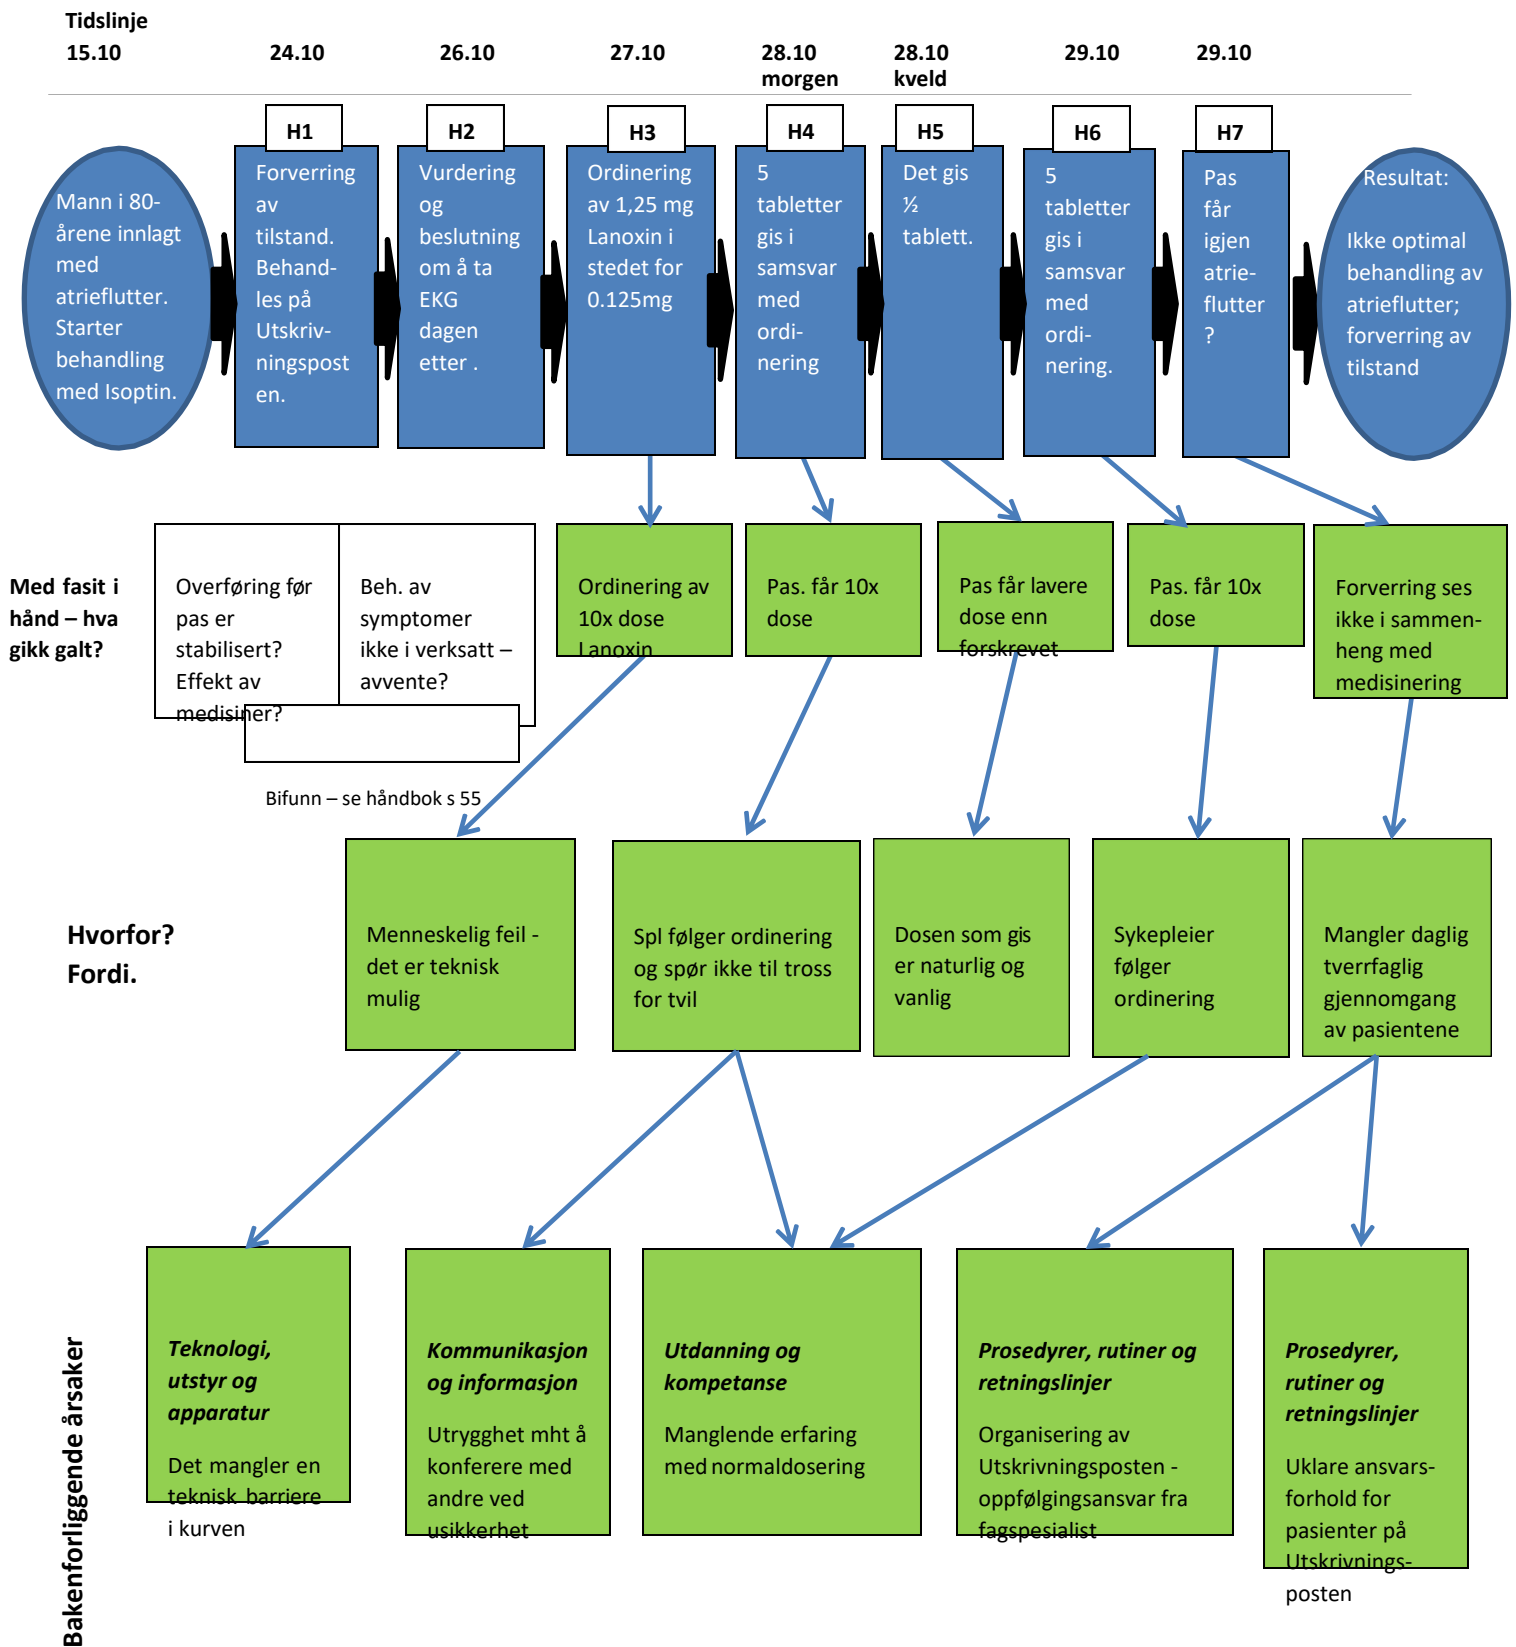 Tidslinje
15.10
24.10
26.10
27.10
28.10
morgen
28.10
kveld
29.10
29.10
H1
H2
H3
H4
H5
H6
H7
Mann i 80-
årene innlagt
med
atrieflutter.
Starter
behandling
med Isoptin.
Forverring
av
tilstand.
Behand-
les på
Utskriv-
ningspost
en.
Vurdering
og
beslutning
om å ta
EKG
dagen
etter .
Ordinering
av 1,25 mg
Lanoxin i
stedet for
0.125mg
5
tabletter
gis i
samsvar
med
ordi-
nering
Det gis
½
tablett.
5
tabletter
gis i
samsvar
med
ordi-
nering.
Pas
får
igjen
atrie-
flutter
?
Resultat:
Ikke optimal
behandling av
atrieflutter;
forverring av
tilstand
Med fasit i
hånd – hva
gikk galt?
Overføring før
pas er
stabilisert?
Effekt av
medisiner?
Beh. av
symptomer
ikke i verksatt –
avvente?
Ordinering av
10x dose
Lanoxin
Pas. får 10x
dose
Pas får lavere
dose enn
forskrevet
Pas. får 10x
dose
Forverring ses
ikke i sammen-
heng med
medisinering
Bifunn – se håndbok s 55
Hvorfor?
Fordi.
Menneskelig feil -
det er teknisk
mulig
Spl følger ordinering
og spør ikke til tross
for tvil
Dosen som gis
er naturlig og
vanlig
Sykepleier
følger
ordinering
Mangler daglig
tverrfaglig
gjennomgang
av pasientene
Bakenforliggende årsaker
Teknologi,
utstyr og
apparatur
Det mangler en
teknisk barriere
i kurven
Kommunikasjon
og informasjon
Utrygghet mht å
konferere med
andre ved
usikkerhet
Utdanning og
kompetanse
Manglende erfaring
med normaldosering
Prosedyrer, rutiner og
retningslinjer
Organisering av
Utskrivningsposten -
oppfølgingsansvar fra
fagspesialist
Prosedyrer,
rutiner og
retningslinjer
Uklare ansvars-
forhold for
pasienter på
Utskrivnings-
posten